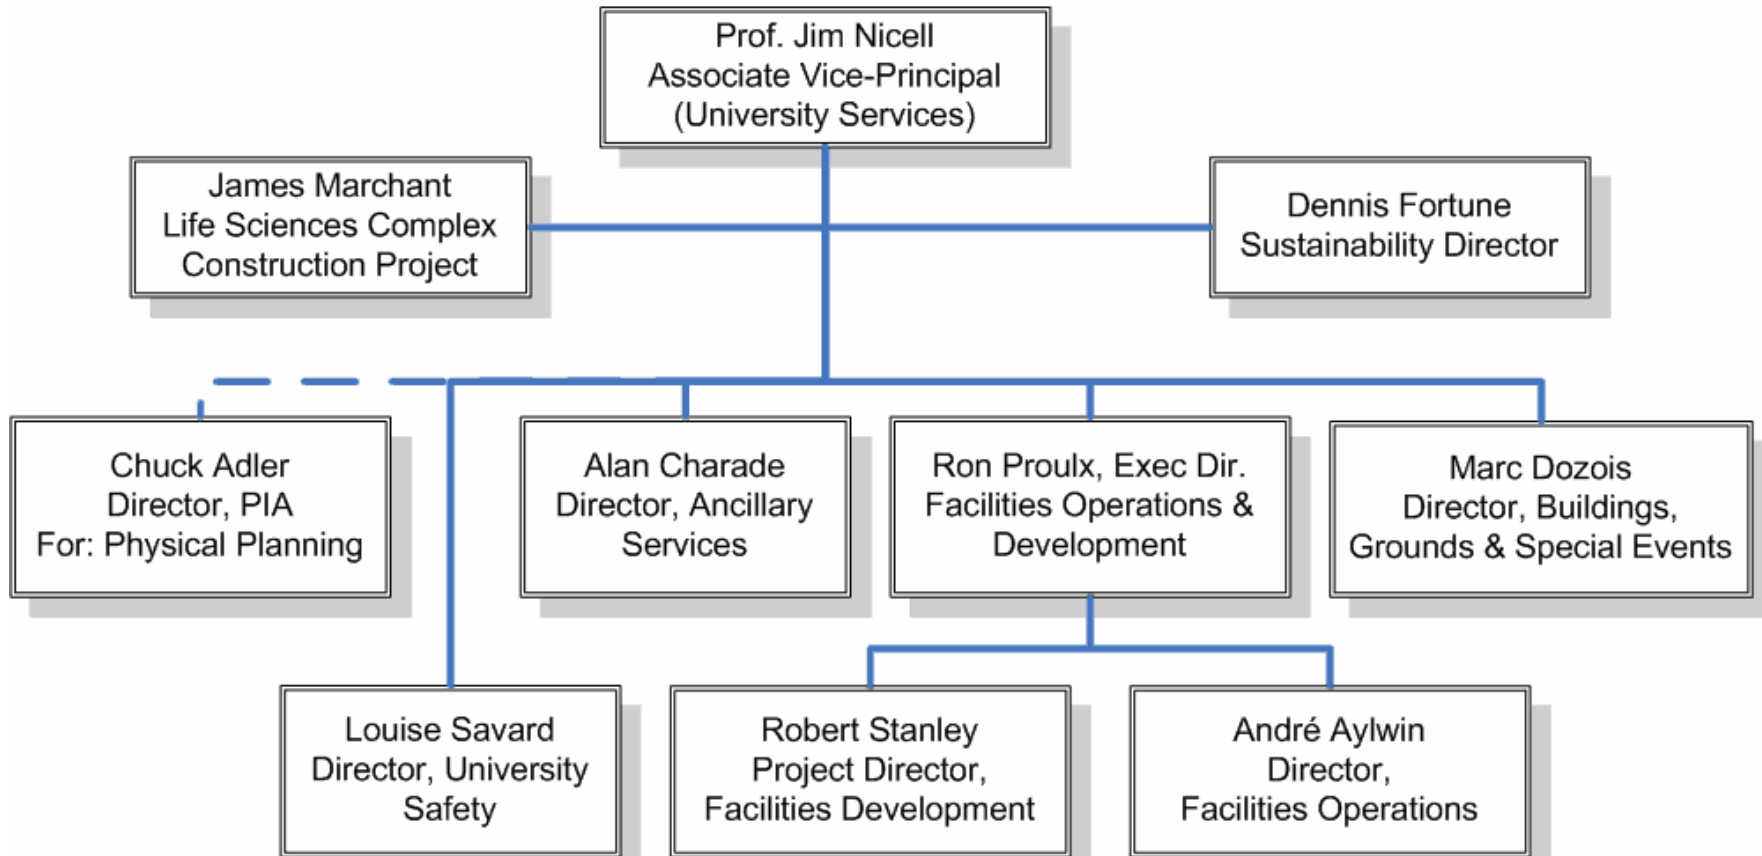 Prof. Jim Nicell
Associate Vice-Principal
(University Services)
James Marchant
Life Sciences Complex
Construction Project
Dennis Fortune
Sustainability Director
Chuck Adler
Director, PIA
For: Physical Planning
Alan Charade
Director, Ancillary
Services
Ron Proulx, Exec Dir.
Facilities Operations &
Development
Marc Dozois
Director, Buildings,
Grounds & Special Events
Louise Savard
Director, University
Safety
Robert Stanley
Project Director,
Facilities Development
André Aylwin
Director,
Facilities Operations